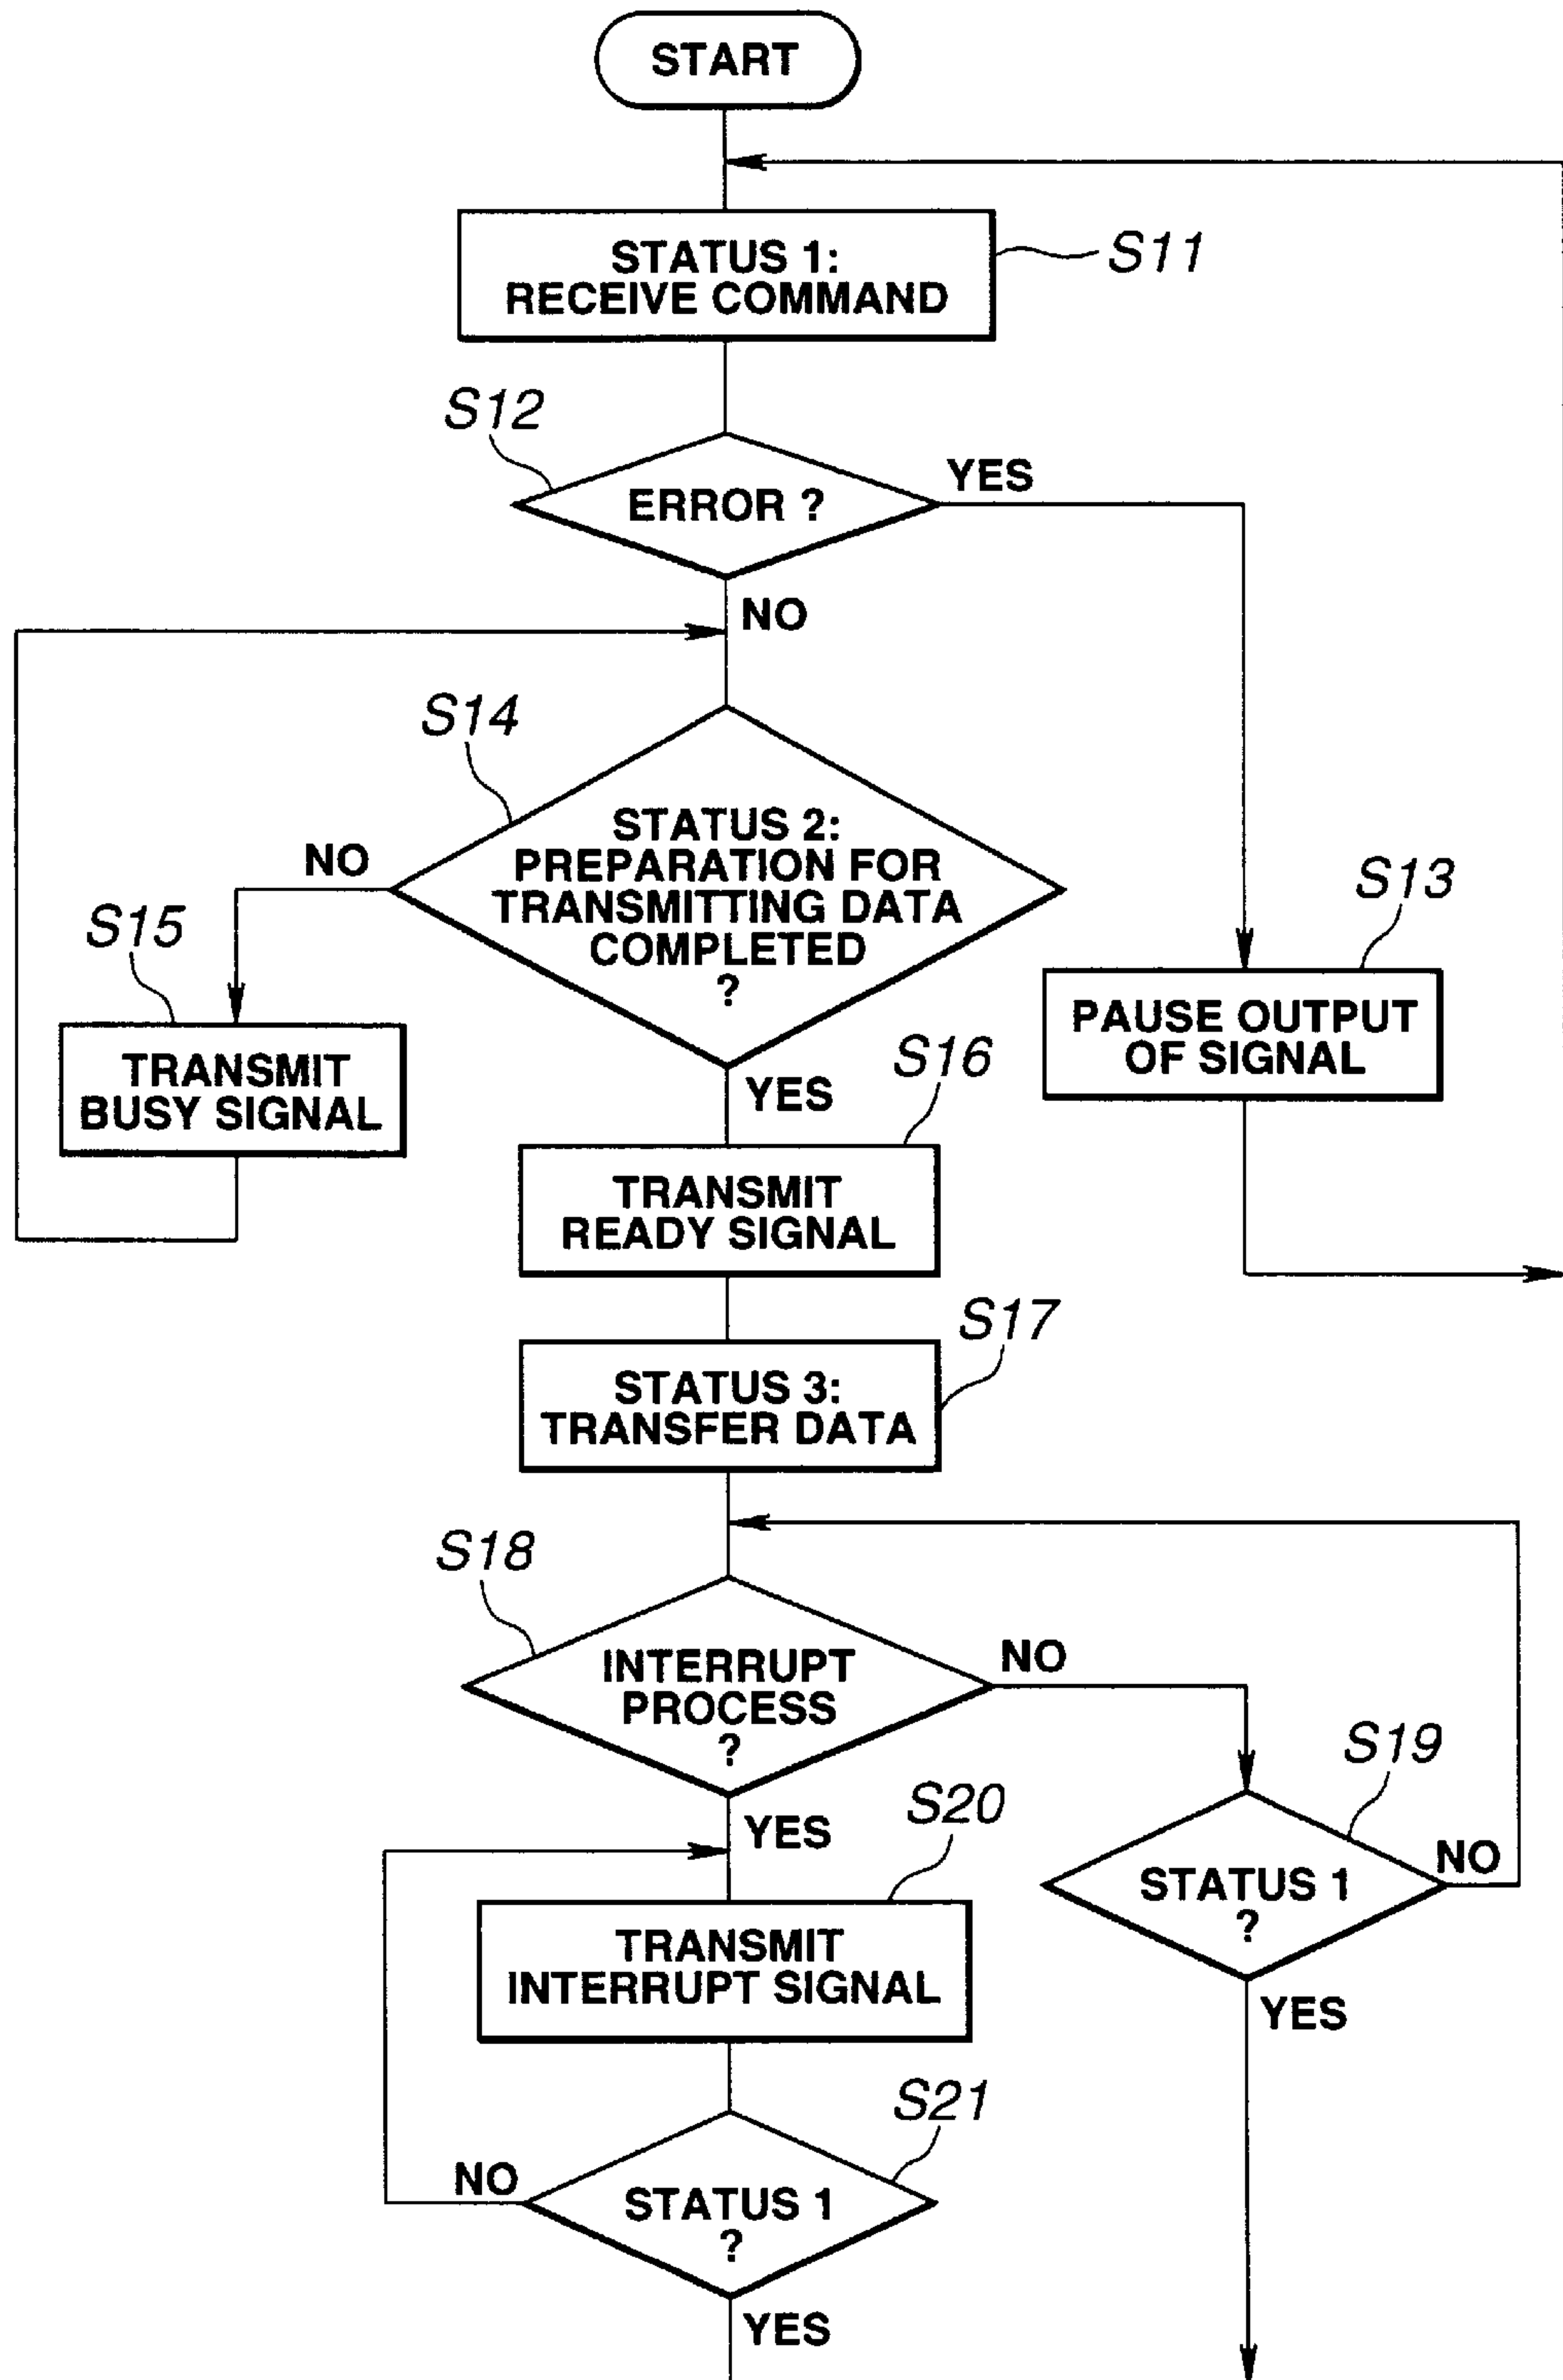 START
STATUS 1:
RECEIVE COMMAND
S11
S12
ERROR ?
YES
NO
S14
STATUS 2:
PREPARATION FOR
TRANSMITTING DATA
COMPLETED
?
NO
S15
TRANSMIT
BUSY SIGNAL
S13
PAUSE OUTPUT
OF SIGNAL
YES
S16
TRANSMIT
READY SIGNAL
S17
STATUS 3:
TRANSFER DATA
S18
INTERRUPT
PROCESS
?
NO
S19
STATUS 1
?
NO
YES
YES
S20
TRANSMIT
INTERRUPT SIGNAL
S21
STATUS 1
?
NO
YES